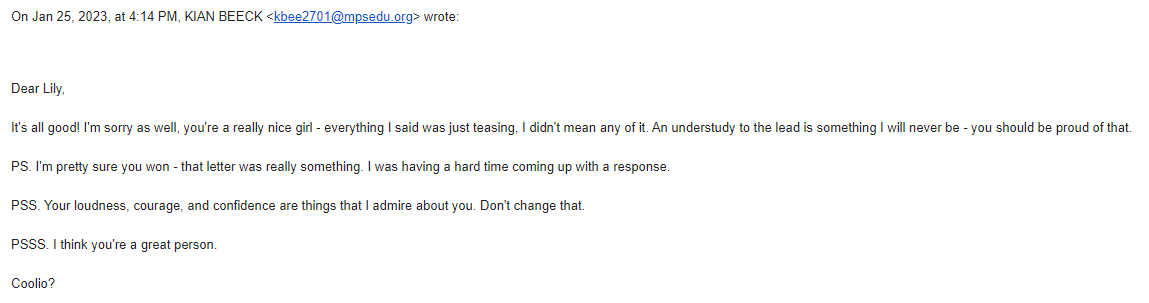 On Jan 25, 2023, at 4:14 PM, KIAN BEECK <kbee2701@mpsedu.org> wrote:
Dear Lily,
It's all good! I'm sorry as well, you're a really nice girl - everything I said was just teasing, I didn't mean any of it. An understudy to the lead is something I will never be - you should be proud of that.
PS. I'm pretty sure you won - that letter was really something. I was having a hard time coming up with a response.
PSS. Your loudness, courage, and confidence are things that I admire about you. Don't change that.
PSSS. I think you're a great person.
Coolio?